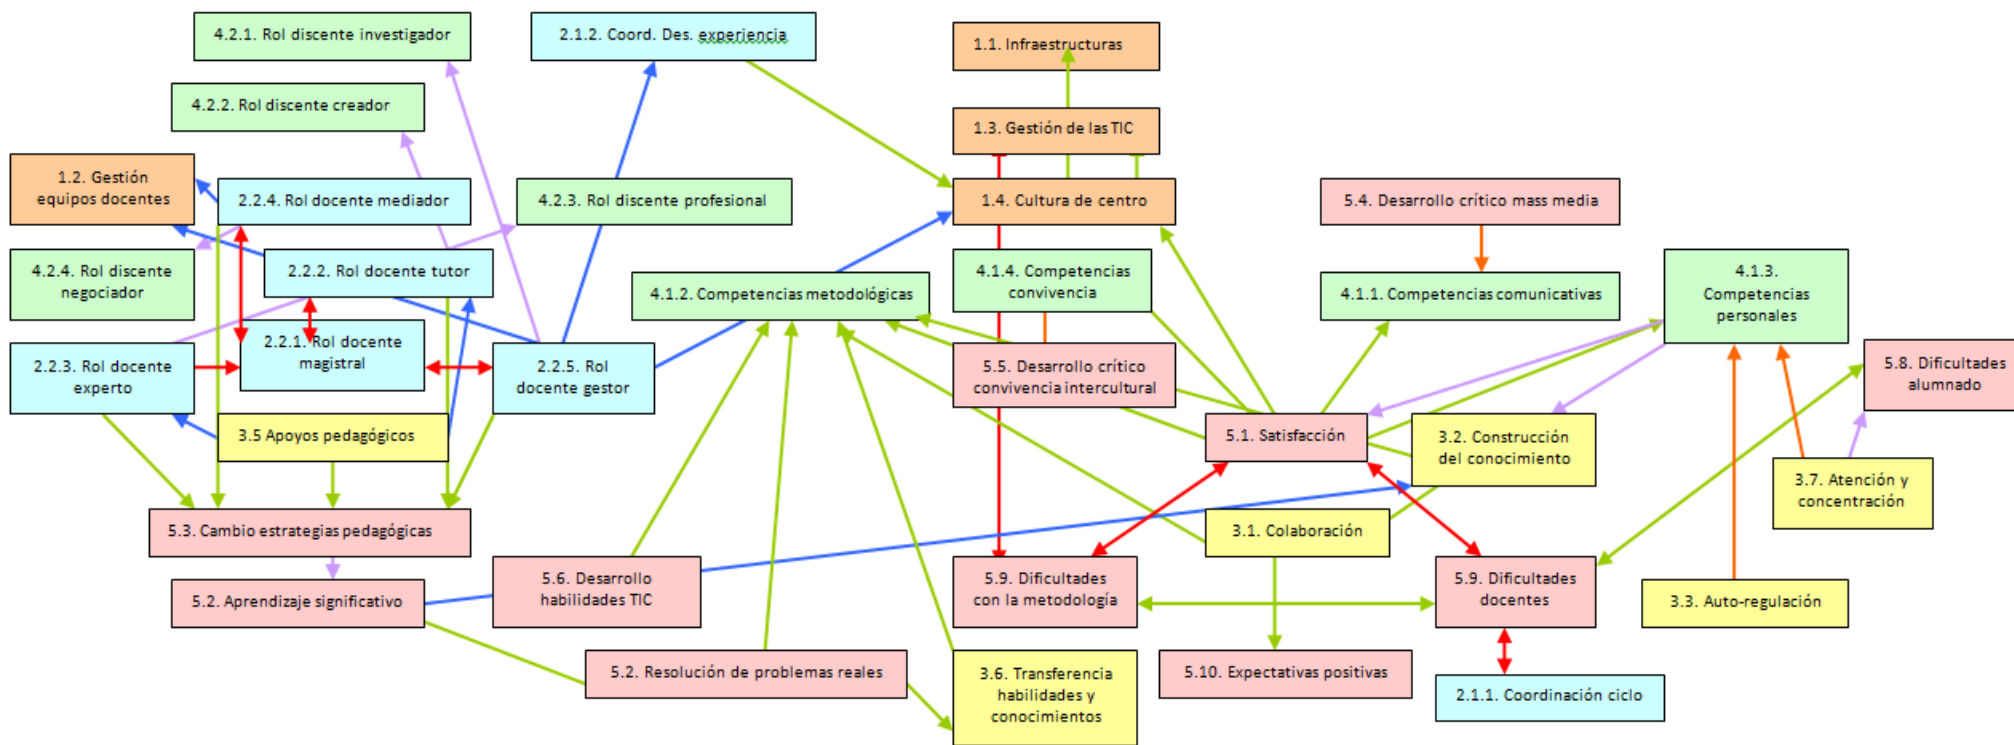 4.2.1. Rol discente investigador
2.1.2. Coord. Des. experiencia
1.1. Infraestructuras
4.2.2. Rol discente creador
1.3. Gestión de las TIC
1.2. Gestión
equipos docentes
2.2.4. Rol docente mediador
4.2.3. Rol discente profesional
1.4. Cultura de centro
5.4. Desarrollo crítico mass media
4.2.4. Rol discente
negociador
2.2.2. Rol docente tutor
4.1.2. Competencias metodológicas
4.1.4. Competencias
convivencia
4.1.1. Competencias comunicativas
4.1.3.
Competencias
personales
2.2.3. Rol docente
experto
2.2.1. Rol docente
magistral
2.2.5. Rol
docente gestor
5.5. Desarrollo crítico
convivencia intercultural
5.8. Dificultades
alumnado
3.5 Apoyos pedagógicos
5.1. Satisfacción
3.2. Construcción
del conocimiento
3.7. Atención y
concentración
5.3. Cambio estrategias pedagógicas
3.1. Colaboración
5.2. Aprendizaje significativo
5.6. Desarrollo
habilidades TIC
5.9. Dificultades
con la metodología
5.9. Dificultades
docentes
3.3. Auto-regulación
5.2. Resolución de problemas reales
3.6. Transferencia
habilidades y
conocimientos
5.10. Expectativas positivas
2.1.1. Coordinación ciclo